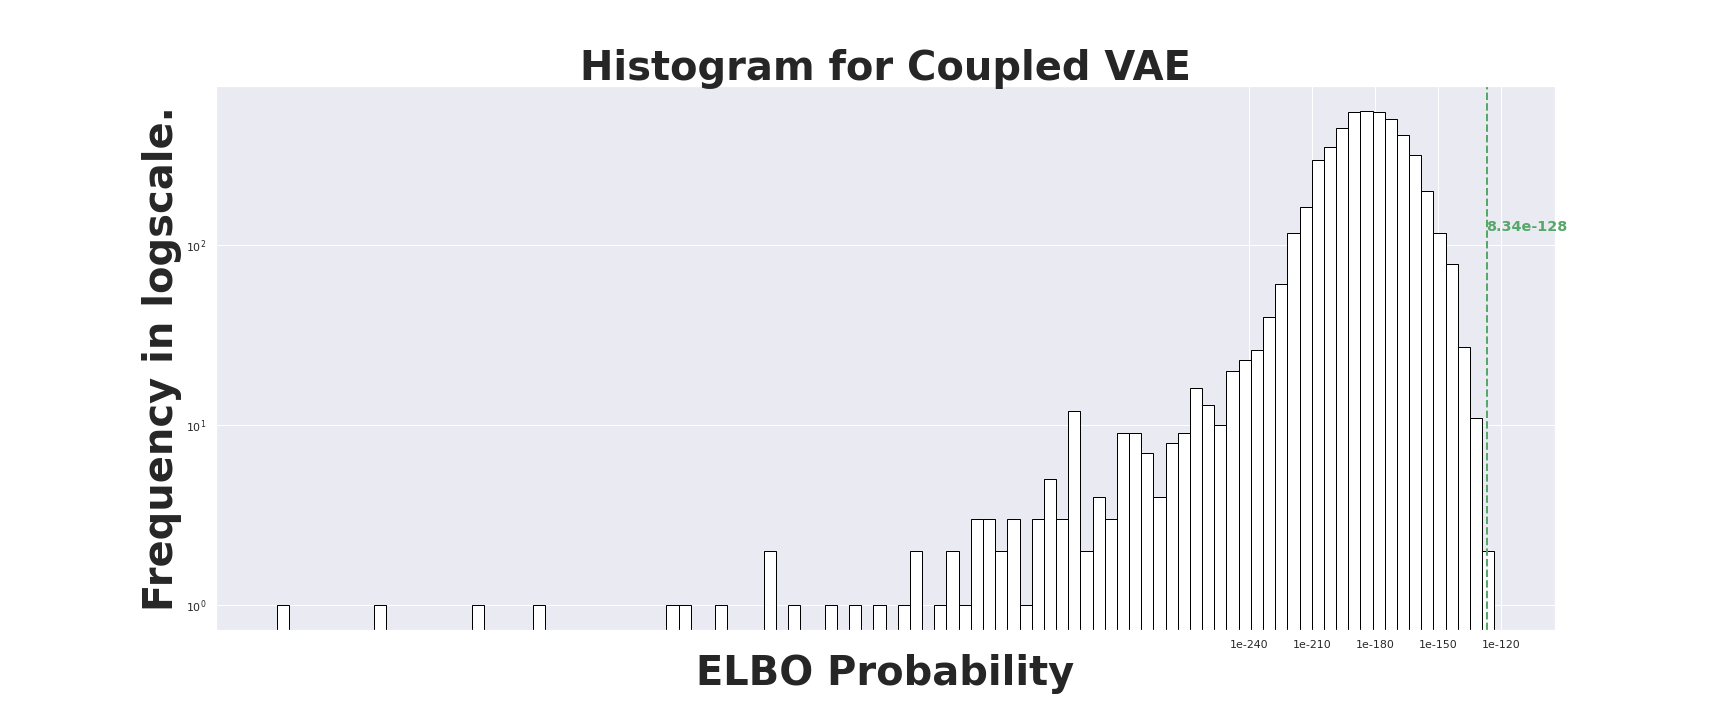 Histogram for Coupled VAE
Frequency in logscale.
10²
10¹
10⁰
8.34e-128
1e-240 1e-210 1e-180 1e-150 1e-120
ELBO Probability